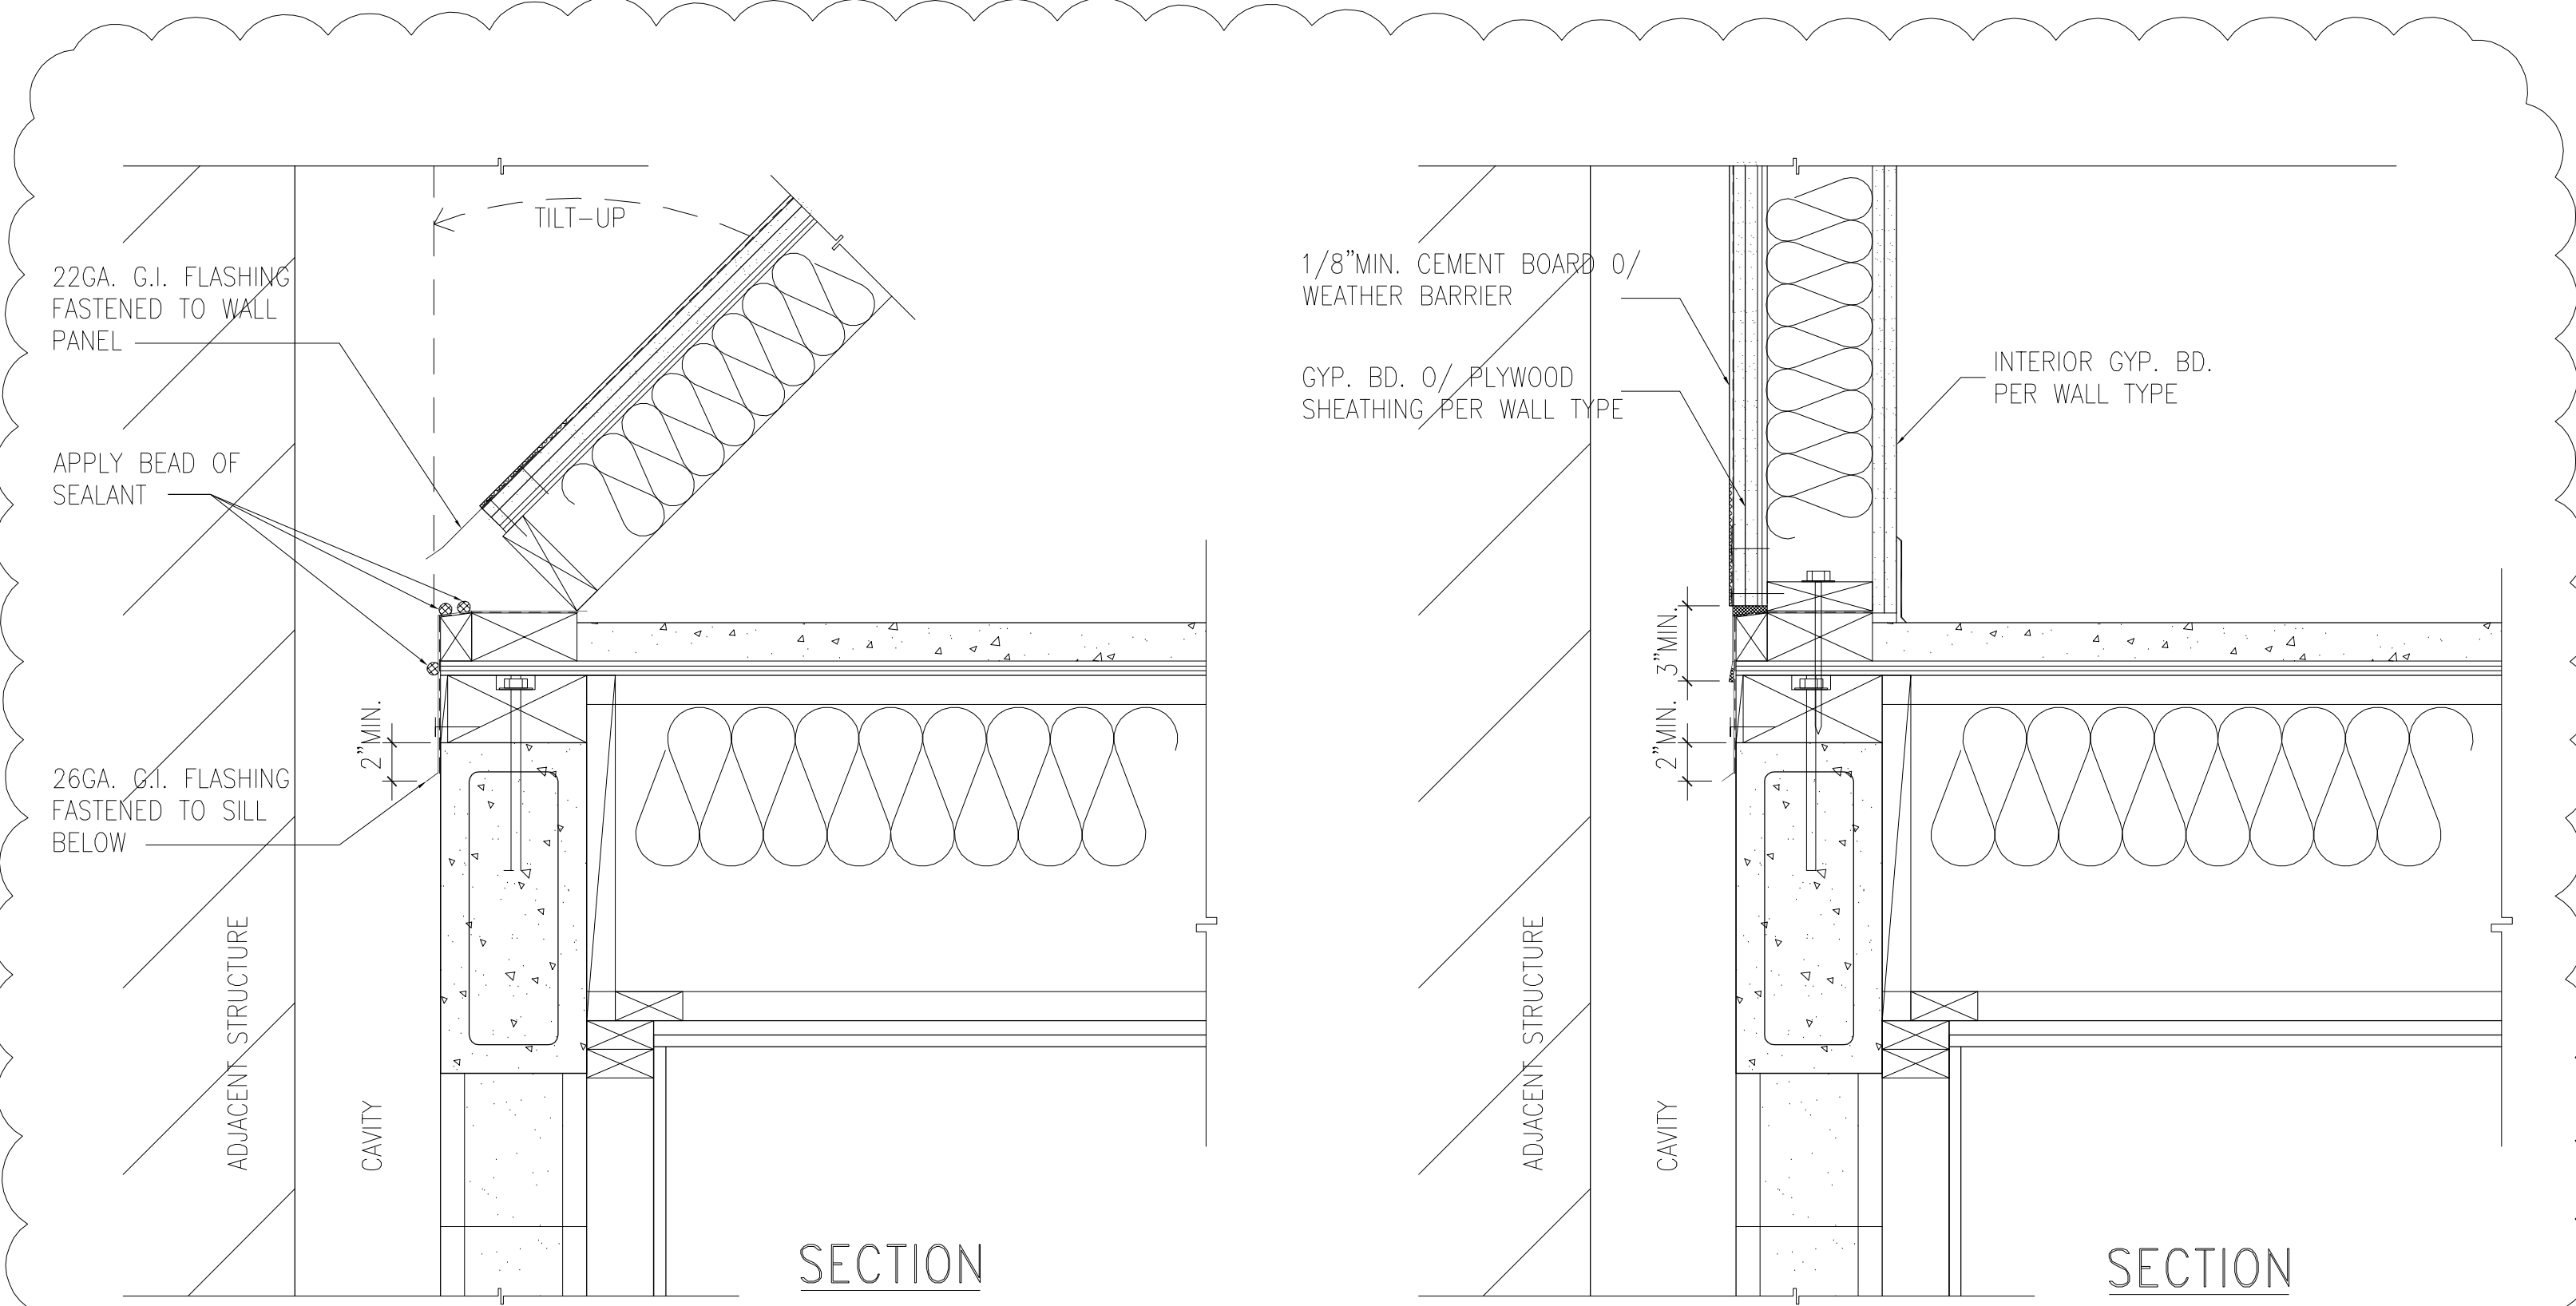 TILT-UP
22GA. G.I. FLASHING
FASTENED TO WALL
PANEL
APPLY BEAD OF
SEALANT
2"MIN.
26GA. G.I. FLASHING
FASTENED TO SILL
BELOW
ADJACENT STRUCTURE
CAVITY
SECTION
1/8"MIN. CEMENT BOARD O/
WEATHER BARRIER
GYP. BD. O/ PLYWOOD
SHEATHING PER WALL TYPE
INTERIOR GYP. BD.
PER WALL TYPE
3"MIN.
2"MIN.
ADJACENT STRUCTURE
CAVITY
SECTION